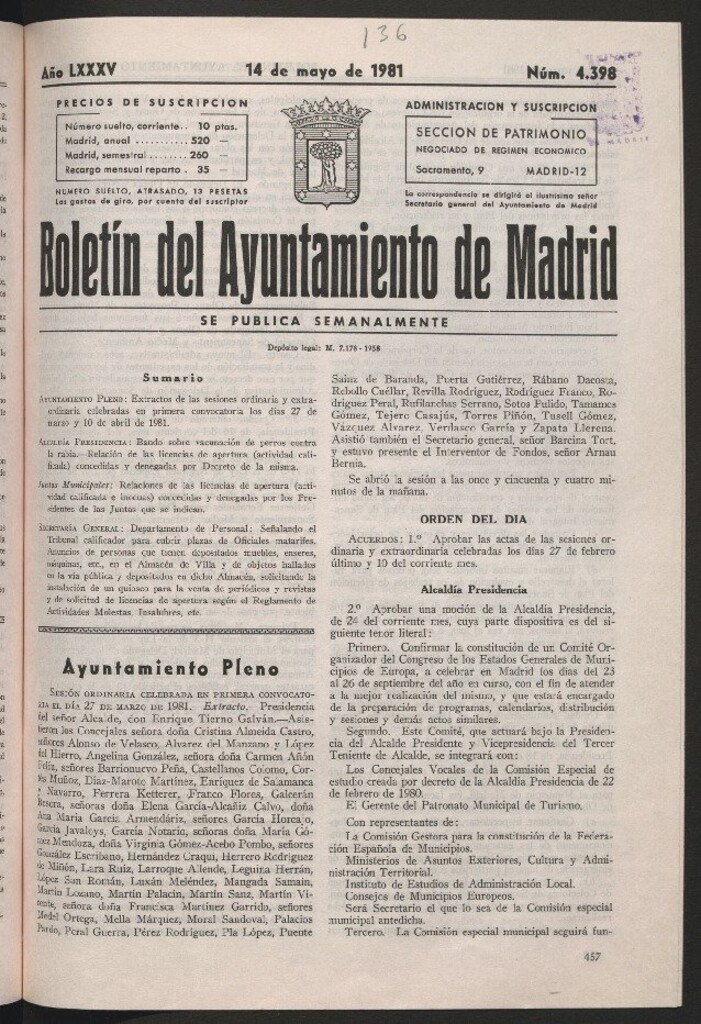 136
Año LXXXV
14 de mayo de 1981
Núm. 4.398
PRECIOS DE SUSCRIPCION
Número suelto, corriente.. 10 ptas.
Madrid, anual ........... 520 —
Madrid, semestral ....... 260 —
Recargo mensual reparto . 35 —
NUMERO SUELTO, ATRASADO, 13 PESETAS
Los gastos de giro, por cuenta del suscriptor
ADMINISTRACION Y SUSCRIPCION
SECCION DE PATRIMONIO
NEGOCIADO DE REGIMEN ECONOMICO
Sacramento, 9 MADRID-12
La correspondencia se dirigirá al ilustrísimo señor
Secretario general del Ayuntamiento de Madrid
MADRID
Boletín del Ayuntamiento de Madrid
SE PUBLICA SEMANALMENTE
Depósito legal: M. 7.178 - 1958
Sumario
AYUNTAMIENTO PLENO: Extractos de las sesiones ordinaria y extra-
ordinaria celebradas en primera convocatoria los días 27 de
marzo y 10 de abril de 1981.
ALCALDÍA PRESIDENCIA: Bando sobre vacunación de perros contra
la rabia.—Relación de las licencias de apertura (actividad cali-
ficada) concedidas y denegadas por Decreto de la misma.
Juntas Municipales: Relaciones de las licencias de apertura (acti-
vidad calificada e inocuas) concedidas y denegadas por los Pre-
sidentes de las Juntas que se indican.
SECRETARÍA GENERAL: Departamento de Personal: Señalando el
Tribunal calificador para cubrir plazas de Oficiales matarifes.
Anuncios de personas que tienen depositados muebles, enseres,
máquinas, etc., en el Almacén de Villa y de objetos hallados
en la vía pública y depositados en dicho Almacén, solicitando la
instalación de un quiosco para la venta de periódicos y revistas
y de solicitud de licencias de apertura según el Reglamento de
Actividades Molestas, Insalubres, etc.
Ayuntamiento Pleno
SESIÓN ORDINARIA CELEBRADA EN PRIMERA CONVOCATO-
RIA EL DÍA 27 DE MARZO DE 1981. Extracto.—Presidencia
del señor Alcalde, don Enrique Tierno Galván.—Asis-
tieron los Concejales señora doña Cristina Almeida Castro,
señores Alonso de Velasco, Alvarez del Manzano y López
del Hierro, Angelina González, señora doña Carmen Añón
Feliú, señores Barrionuevo Peña, Castellanos Colomo, Cor-
tés Muñoz, Díaz-Marote Martínez, Enríquez de Salamanca
y Navarro, Ferrera Ketterer, Franco Flores, Galcerán
Besora, señoras doña Elena García-Alcañiz Calvo, doña
Ana María García Armendáriz, señores García Horcajo,
García Javaloys, García Notario, señoras doña María Gó-
mez Mendoza, doña Virginia Gómez-Acebo Pombo, señores
González Escribano, Hernández Craqui, Herrero Rodríguez
de Miñón, Lara Ruiz, Larroque Allende, Leguina Herrán,
López San Román, Luxán Meléndez, Mangada Samain,
Martín Lozano, Martín Palacín, Martín Sanz, Martín Vi-
cente, señora doña Francisca Martínez Garrido, señores
Medel Ortega, Mella Márquez, Moral Sandoval, Palacios
Pardo, Peral Guerra, Pérez Rodríguez, Pla López, Puente
Sainz de Baranda, Puerta Gutiérrez, Rábano Dacosta,
Rebollo Cuéllar, Revilla Rodríguez, Rodríguez Franco, Ro-
dríguez Peral, Rufilanchas Serrano, Sotos Pulido, Tamames
Gómez, Tejero Casajús, Torres Piñón, Tusell Gómez,
Vázquez Alvarez, Verdasco García y Zapata Llerena.
Asistió también el Secretario general, señor Barcina Tort,
y estuvo presente el Interventor de Fondos, señor Arnau
Bernia.
Se abrió la sesión a las once y cincuenta y cuatro mi-
nutos de la mañana.
ORDEN DEL DIA
ACUERDOS: 1.º Aprobar las actas de las sesiones or-
dinaria y extraordinaria celebradas los días 27 de febrero
último y 10 del corriente mes.
Alcaldía Presidencia
2.º Aprobar una moción de la Alcaldía Presidencia,
de 24 del corriente mes, cuya parte dispositiva es del si-
guiente tenor literal:
Primero. Confirmar la constitución de un Comité Or-
ganizador del Congreso de los Estados Generales de Muni-
cipios de Europa, a celebrar en Madrid los días del 23
al 26 de septiembre del año en curso, con el fin de atender
a la mejor realización del mismo, y que estará encargado
de la preparación de programas, calendarios, distribución
y sesiones y demás actos similares.
Segundo. Este Comité, que actuará bajo la Presiden-
cia del Alcalde Presidente y Vicepresidencia del Tercer
Teniente de Alcalde, se integrará con:
Los Concejales Vocales de la Comisión Especial de
estudio creada por decreto de la Alcaldía Presidencia de 22
de febrero de 1980.
El Gerente del Patronato Municipal de Turismo.
Con representantes de:
La Comisión Gestora para la constitución de la Federa-
ción Española de Municipios.
Ministerios de Asuntos Exteriores, Cultura y Admi-
nistración Territorial.
Instituto de Estudios de Administración Local.
Consejos de Municipios Europeos.
Será Secretario el que lo sea de la Comisión especial
municipal antedicha.
Tercero. La Comisión especial municipal seguirá fun-
457